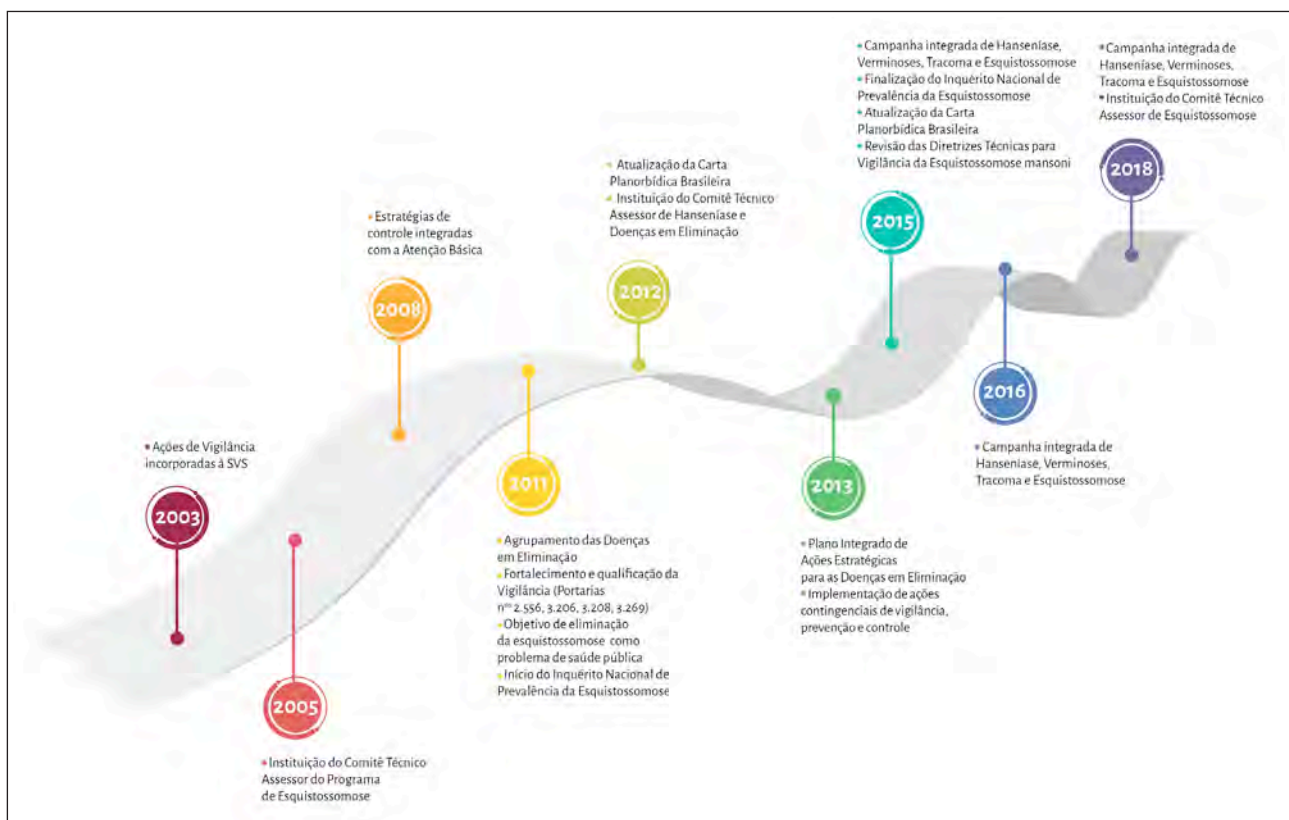 2003
• Ações de Vigilância
incorporadas à SVS
2005
• Instituição do Comitê Técnico
Assessor do Programa
de Esquistossomose
• Estratégias de
controle integradas
com a Atenção Básica
2008
2011
• Agrupamento das Doenças
em Eliminação
• Fortalecimento e qualificação da
Vigilância (Portarias
nos 2.556, 3.206, 3.208, 3.269)
• Objetivo de eliminação
da esquistossomose como
problema de saúde pública
• Início do Inquérito Nacional de
Prevalência da Esquistossomose
• Atualização da Carta
Planorbídica Brasileira
• Instituição do Comitê Técnico
Assessor de Hanseníase e
Doenças em Eliminação
2012
2013
• Plano Integrado de
Ações Estratégicas
para as Doenças em Eliminação
• Implementação de ações
contingenciais de vigilância,
prevenção e controle
• Campanha integrada de Hanseníase,
Verminoses, Tracoma e Esquistossomose
• Finalização do Inquérito Nacional de
Prevalência da Esquistossomose
• Atualização da Carta
Planorbídica Brasileira
• Revisão das Diretrizes Técnicas para
Vigilância da Esquistossomose mansoni
2015
2016
• Campanha integrada de
Hanseníase, Verminoses,
Tracoma e Esquistossomose
• Campanha integrada de
Hanseníase, Verminoses,
Tracoma e Esquistossomose
• Instituição do Comitê Técnico
Assessor de Esquistossomose
2018